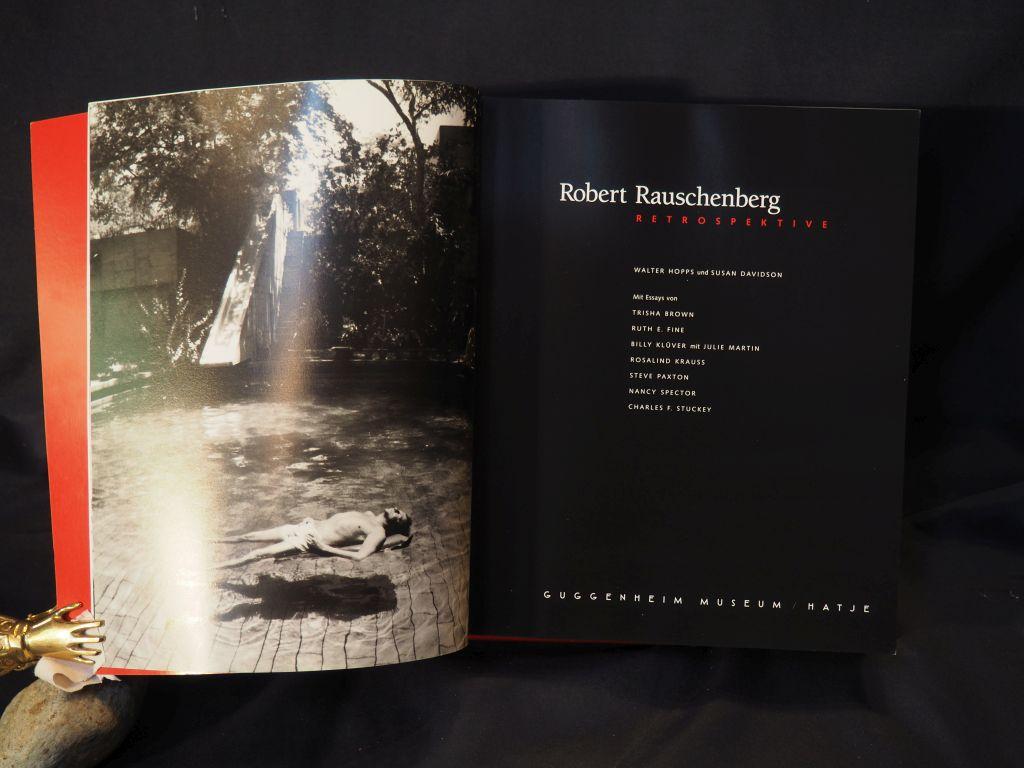 Robert Rauschenberg
RETROSPEKTIVE
WALTER HOPPS und SUSAN DAVIDSON
Mit Essays von
TRISHA BROWN
RUTH E. FINE
BILLY KLÜVER mit JULIE MARTIN
ROSALIND KRAUSS
STEVE PAXTON
NANCY SPECTOR
CHARLES F. STUCKEY
GUGGENHEIM MUSEUM / HATJE